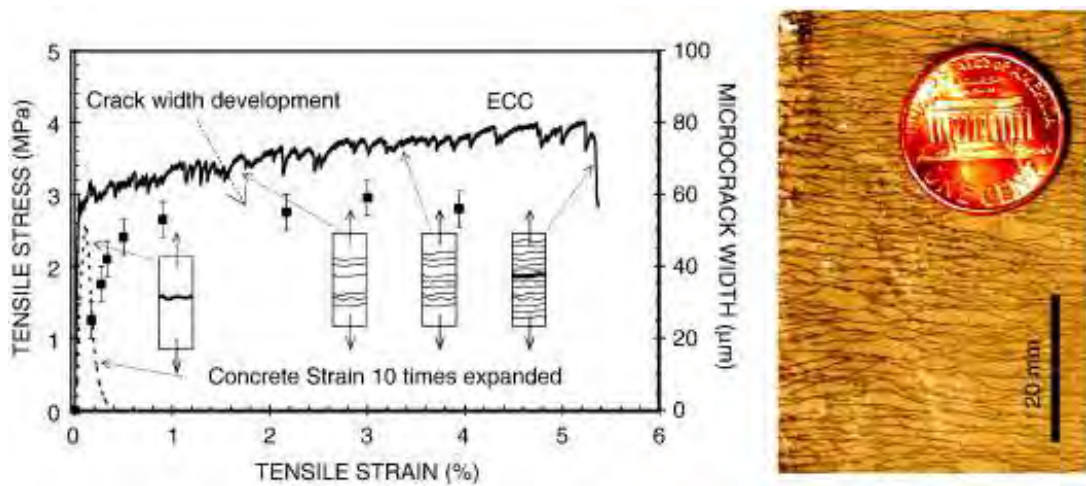 5
4
3
2
1
0
TENSILE STRESS (MPa)
Crack width development
ECC
Concrete Strain 10 times expanded
0
1
2
3
4
5
6
TENSILE STRAIN (%)
100
80
60
40
20
0
MICROCRACK WIDTH (µm)
ONE CENT
20 mm